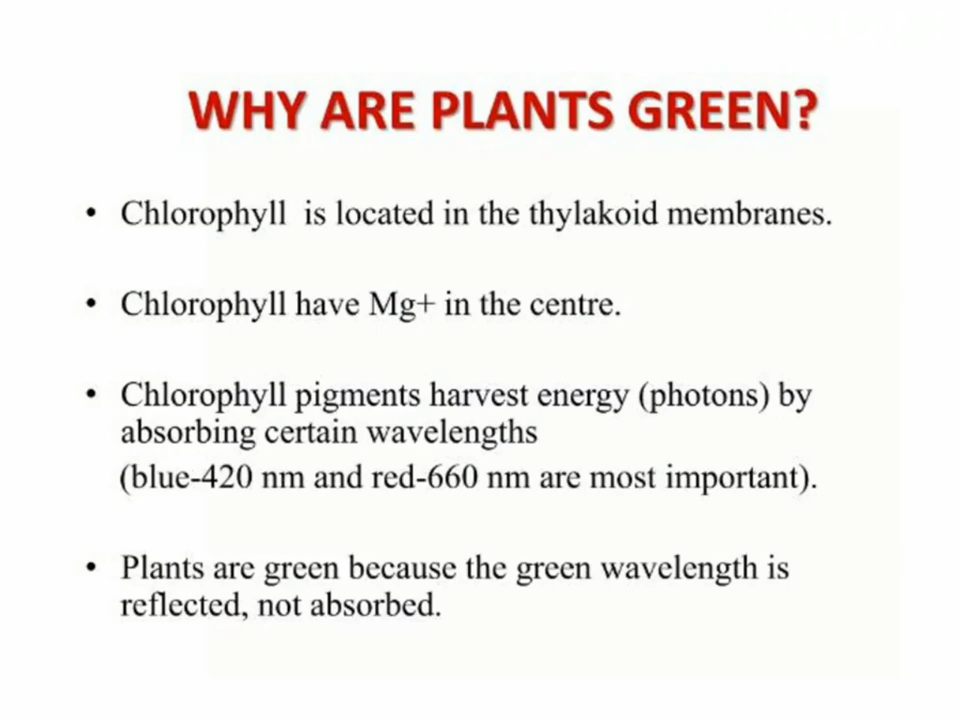 WHY ARE PLANTS GREEN?
• Chlorophyll is located in the thylakoid membranes.
• Chlorophyll have Mg+ in the centre.
• Chlorophyll pigments harvest energy (photons) by
absorbing certain wavelengths
(blue-420 nm and red-660 nm are most important).
• Plants are green because the green wavelength is
reflected, not absorbed.